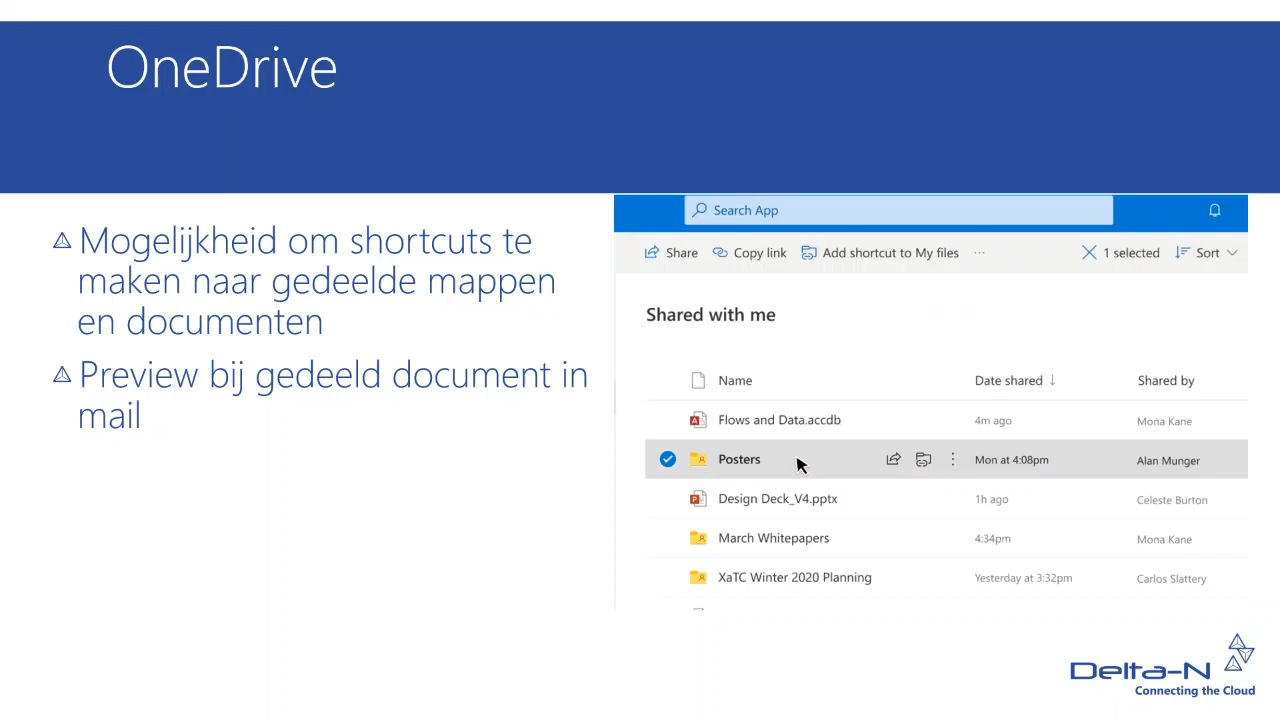 OneDrive
Mogelijkheid om shortcuts te
maken naar gedeelde mappen
en documenten
Preview bij gedeeld document in
mail
Search App
Share Copy link Add shortcut to My files ··· 1 selected Sort
Shared with me
Name Date shared ↓ Shared by
Flows and Data.accdb 4m ago Mona Kane
Posters Mon at 4:08pm Alan Munger
Design Deck_V4.pptx 1h ago Celeste Burton
March Whitepapers 4:34pm Mona Kane
XaTC Winter 2020 Planning Yesterday at 3:32pm Carlos Slattery
Delta-N
Connecting the Cloud